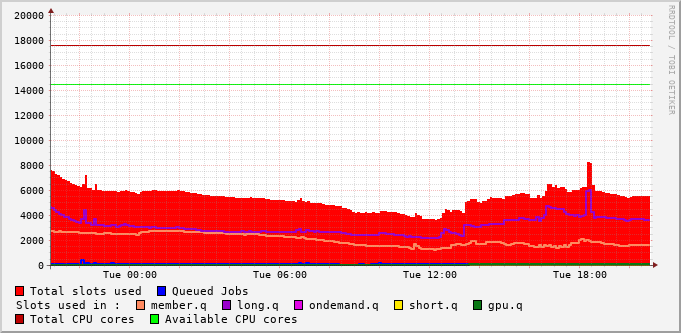 20000
18000
16000
14000
12000
10000
8000
6000
4000
2000
0
Tue 00:00 Tue 06:00 Tue 12:00 Tue 18:00
RRDTOOL / TOBI OETIKER
Total slots used Queued Jobs
Slots used in : member.q long.q ondemand.q short.q gpu.q
Total CPU cores Available CPU cores